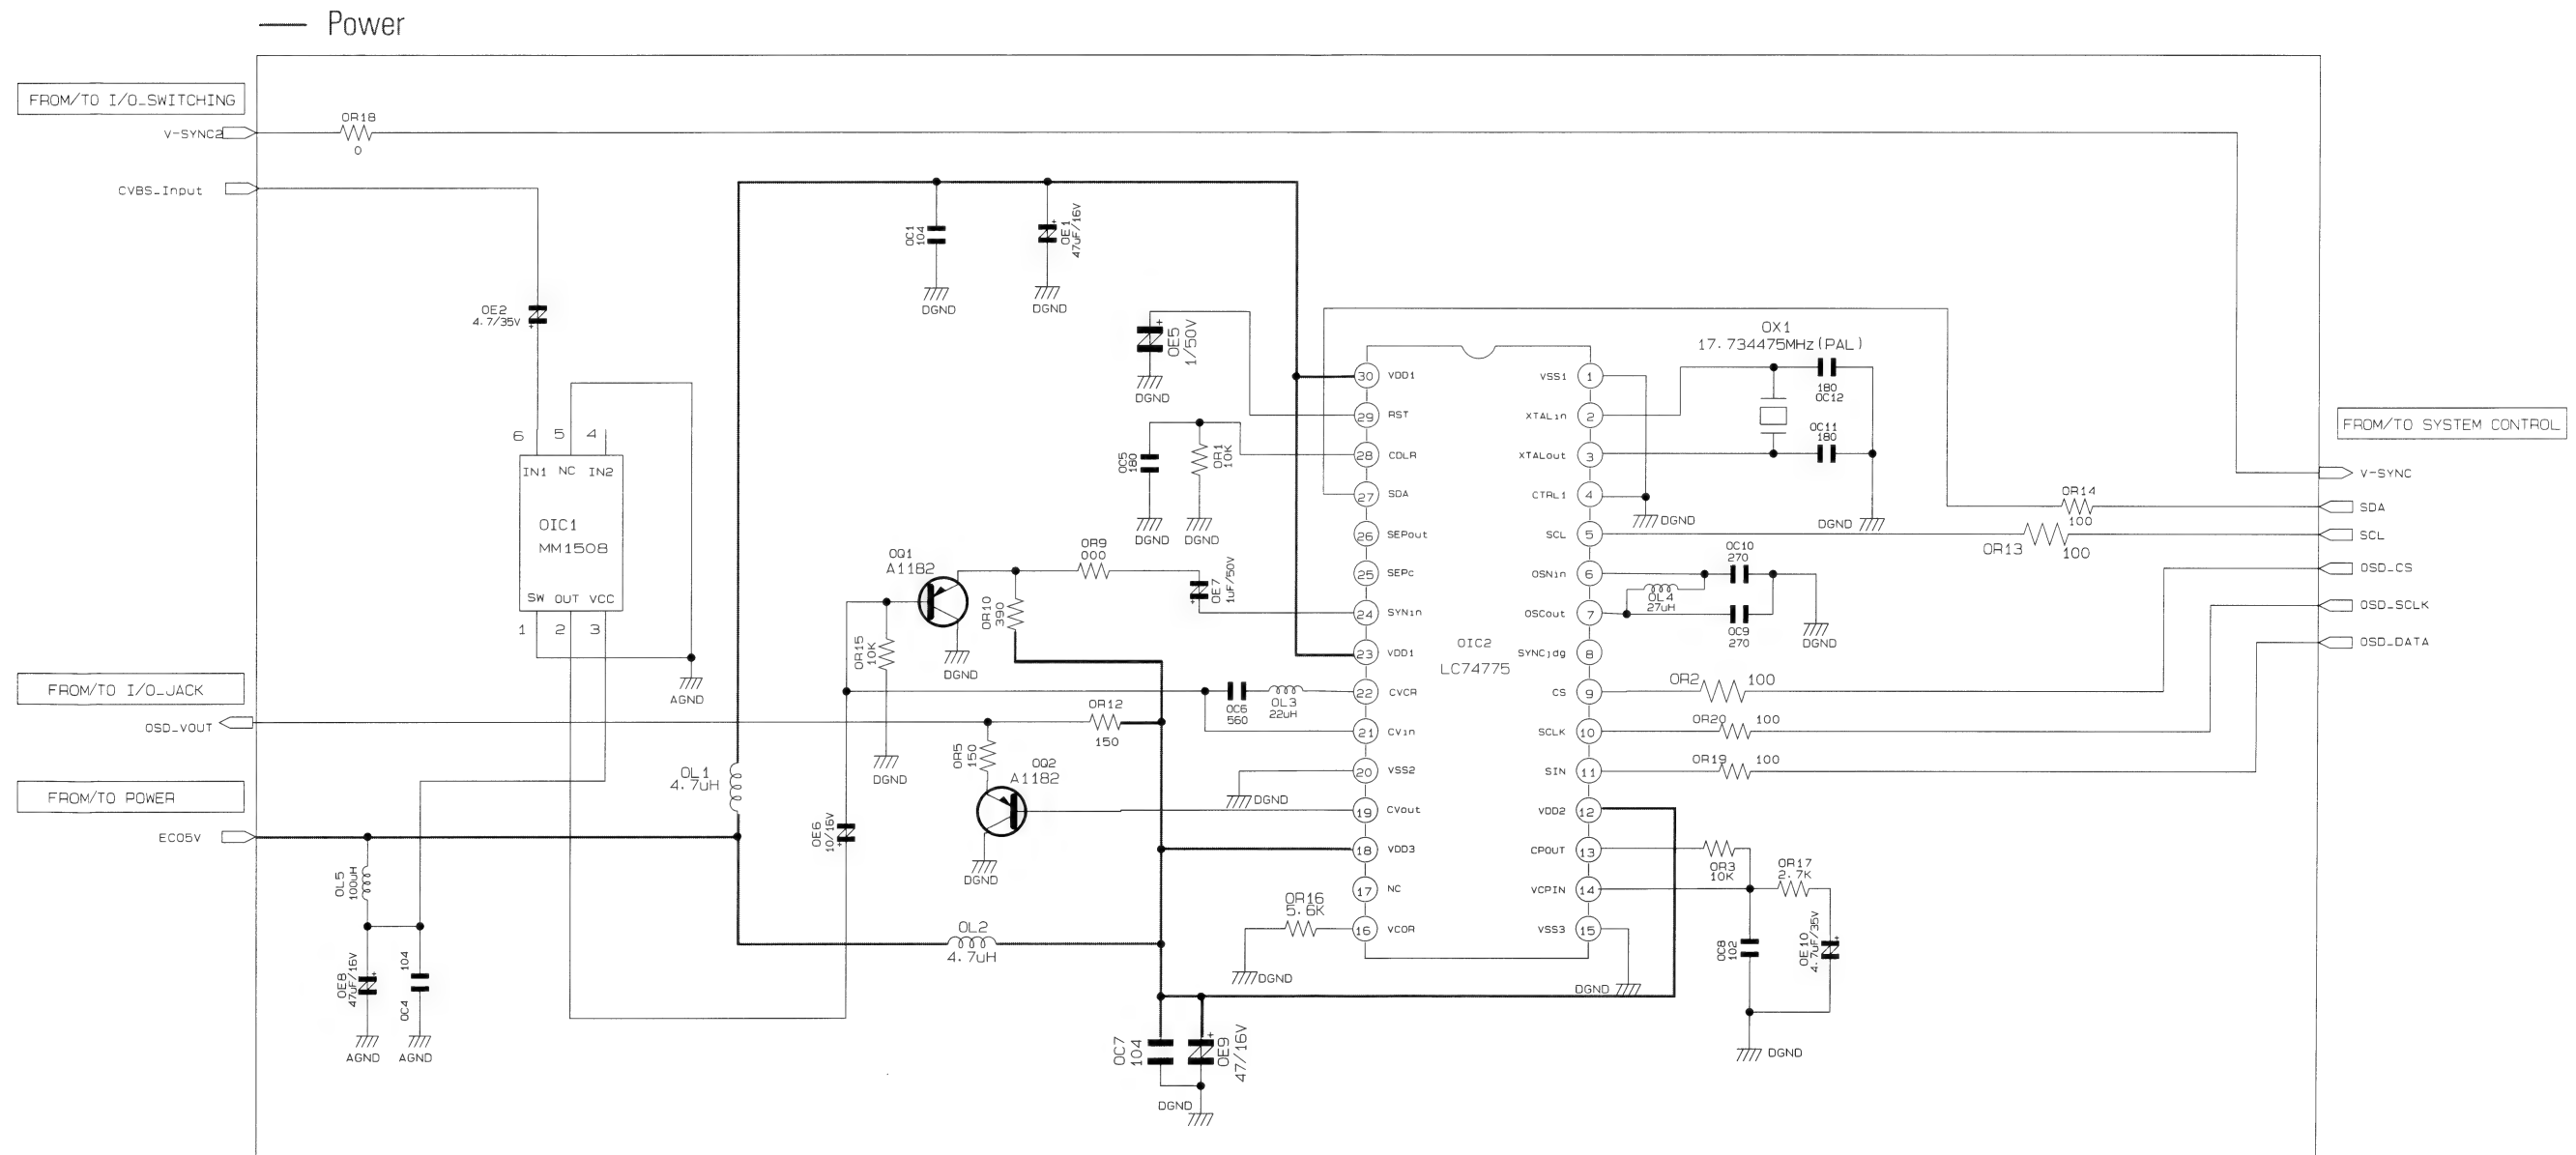 Power
FROM/TO I/O_SWITCHING
V-SYNC2
OR18
0
CVBS_Input
OC1
104
DGND
OE1
47uF/16V
DGND
OE2
4.7/35V
6 5 4
IN1 NC IN2
OIC1
MM1508
SW OUT VCC
1 2 3
AGND
OE5
1/50V
DGND
OC5
180
DGND
OR1
10K
DGND
OQ1
A1182
DGND
OR15
10K
DGND
OR10
390
OR9
000
OE7
1uF/50V
OC6
560
OL3
22uH
FROM/TO I/O_JACK
OSD_VOUT
OR12
150
OR5
150
OQ2
A1182
DGND
OL1
4.7uH
FROM/TO POWER
EC05V
OE6
10/16V
OL5
100uH
OE8
47uF/16V
AGND
104
OC4
AGND
OL2
4.7uH
OC7
104
OE9
47/16V
DGND
DGND
OR16
5.6K
DGND
OIC2
LC74775
30 VDD1
29 RST
28 CDLR
27 SDA
26 SEPout
25 SEPc
24 SYNin
23 VDD1
22 CVCR
21 CVin
20 VSS2
19 CVout
18 VDD3
17 NC
16 VCOR
VSS1 1
XTALin 2
XTALout 3
CTRL1 4
SCL 5
OSNin 6
OSCout 7
SYNCjdg 8
CS 9
SCLK 10
SIN 11
VDD2 12
CPOUT 13
VCPIN 14
VSS3 15
OX1
17.734475MHz(PAL)
180
OC12
OC11
180
DGND
DGND
OR14
100
OR13
100
OC10
270
OL4
27uH
OC9
270
DGND
OR2 100
OR20 100
OR19 100
OR3
10K
OR17
2.7K
OC8
102
OE10
4.7uF/35V
DGND
DGND
FROM/TO SYSTEM CONTROL
V-SYNC
SDA
SCL
OSD_CS
OSD_SCLK
OSD_DATA